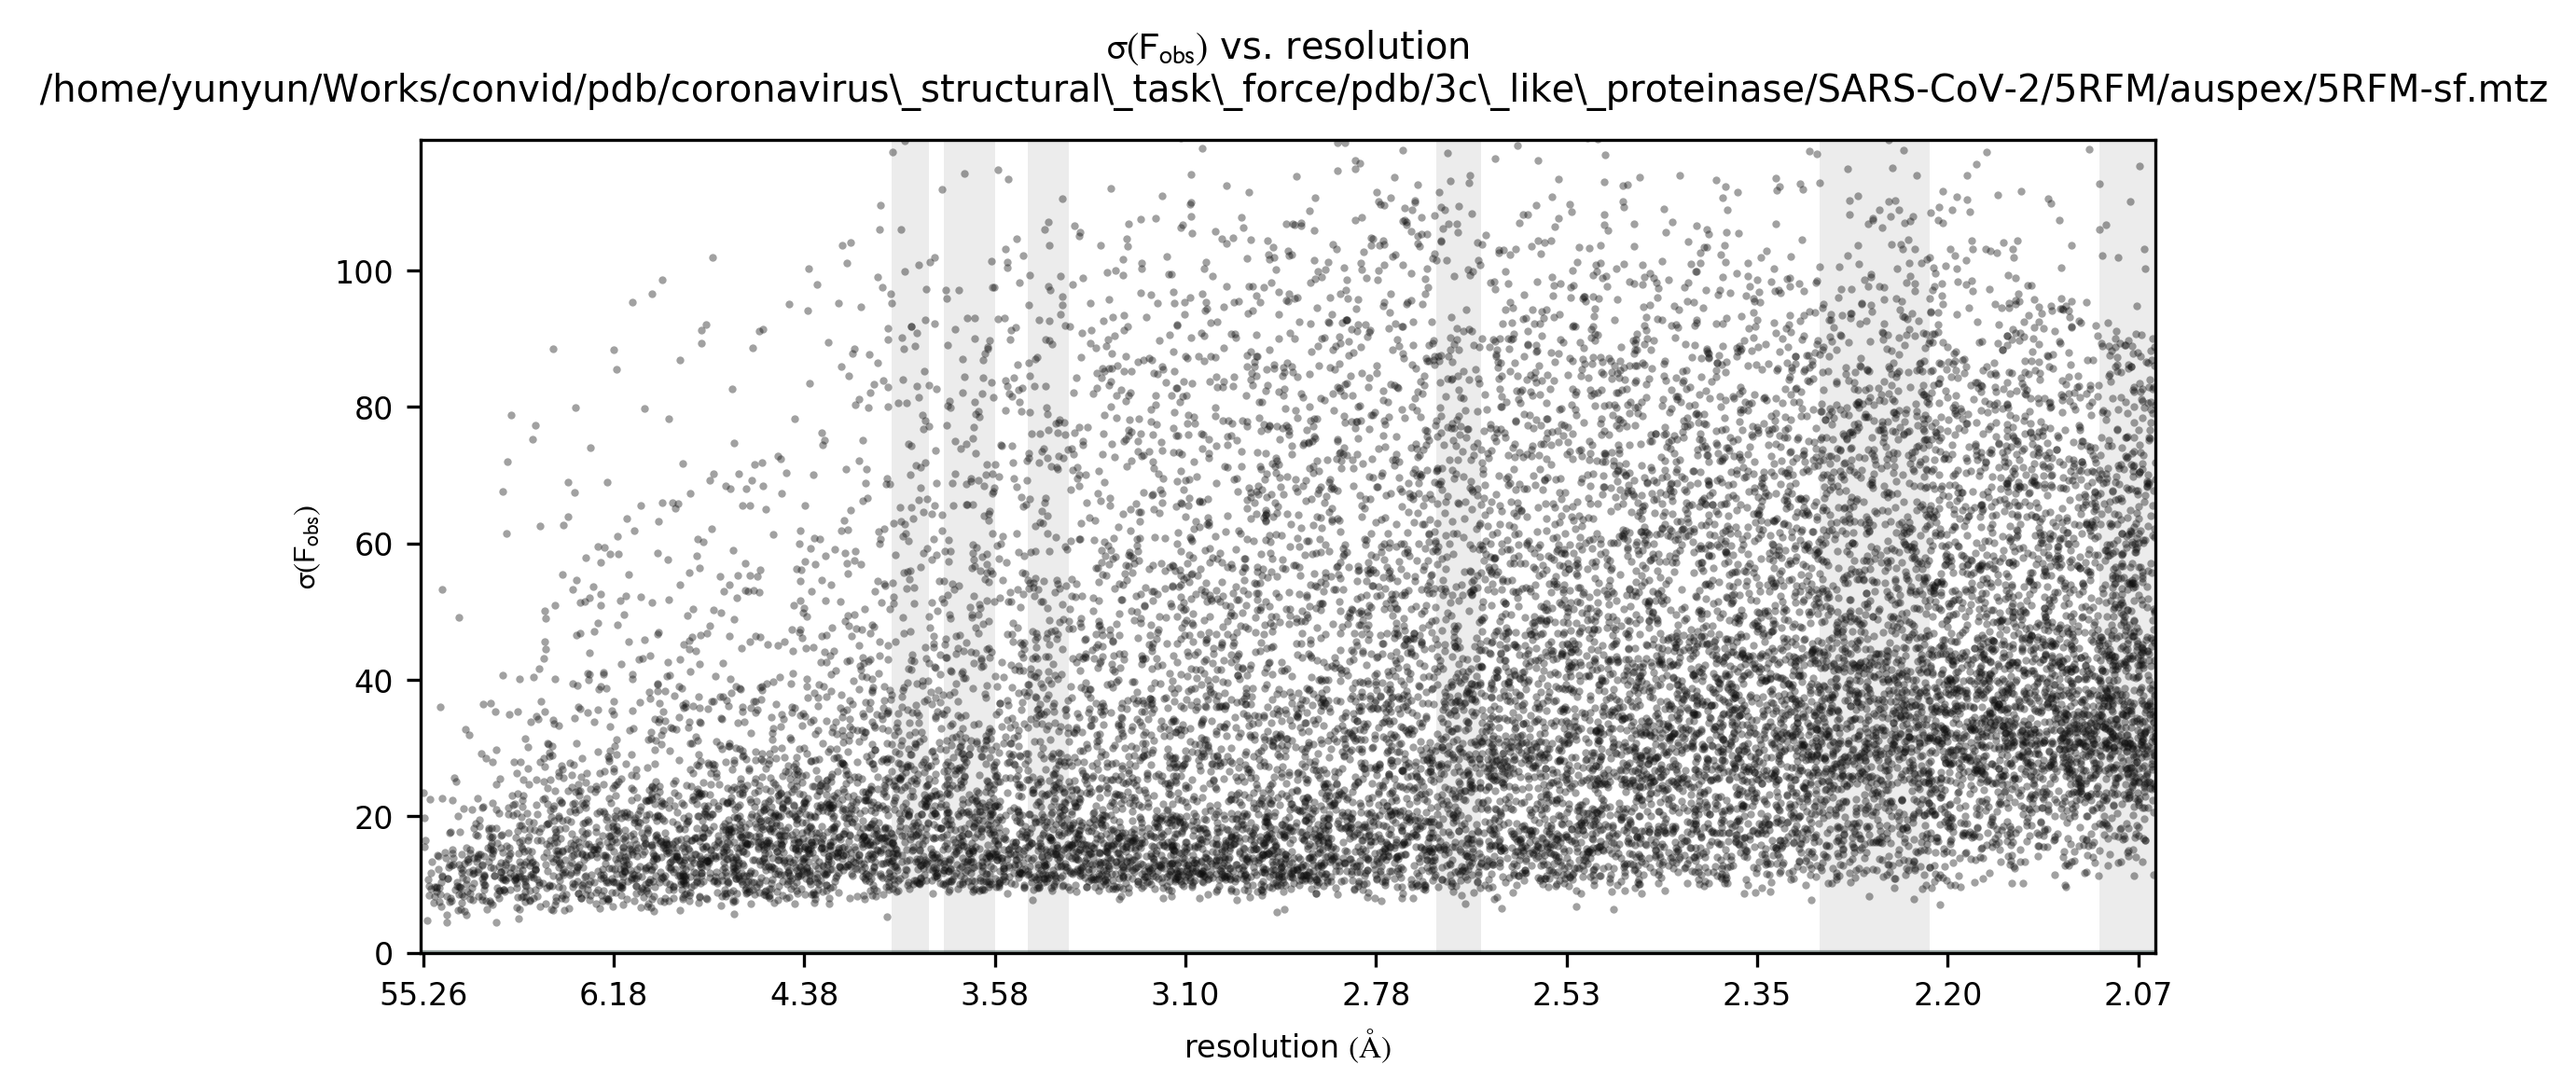 σ(F_obs) vs. resolution
/home/yunyun/Works/convid/pdb/coronavirus\_structural\_task\_force/pdb/3c\_like\_proteinase/SARS-CoV-2/5RFM/auspex/5RFM-sf.mtz
σ(F_obs)
100
80
60
40
20
0
55.26 6.18 4.38 3.58 3.10 2.78 2.53 2.35 2.20 2.07
resolution (Å)